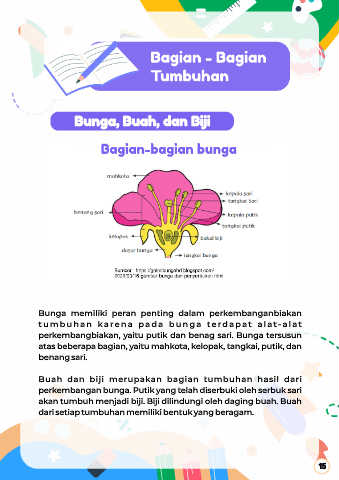 Bagian - Bagian
Tumbuhan
Bunga, Buah, dan Biji
Bagian-bagian bunga
mahkota
kepala sari
tangkai sari
benang sari
kepala putik
tangkai putik
kelopak
bakal biji
dasar bunga
tangkai bunga
Sumber:
gambar bunga dan
Bunga memiliki peran penting dalam perkembanganbiakan
tumbuhan karena pada bunga terdapat alat-alat
perkembangbiakan, yaitu putik dan benag sari. Bunga tersusun
atas beberapa bagian, yaitu mahkota, kelopak, tangkai, putik, dan
benang sari.
Buah dan biji merupakan bagian tumbuhan hasil dari
perkembangan bunga. Putik yang telah diserbuki oleh serbuk sari
akan tumbuh menjadi biji. Biji dilindungi oleh daging buah. Buah
dari setiap tumbuhan memiliki bentuk yang beragam.
15